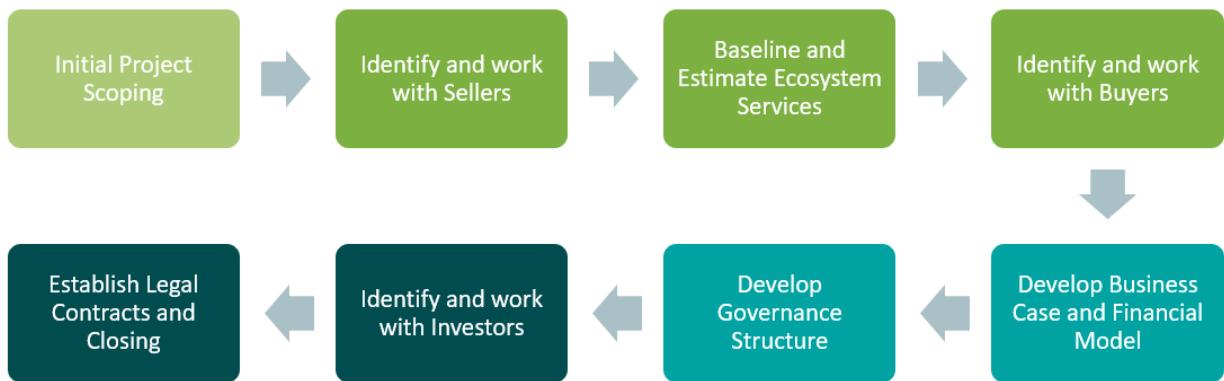 Initial Project
Scoping
Identify and work
with Sellers
Baseline and
Estimate Ecosystem
Services
Identify and work
with Buyers
Develop Business
Case and Financial
Model
Develop
Governance
Structure
Identify and work
with Investors
Establish Legal
Contracts and
Closing